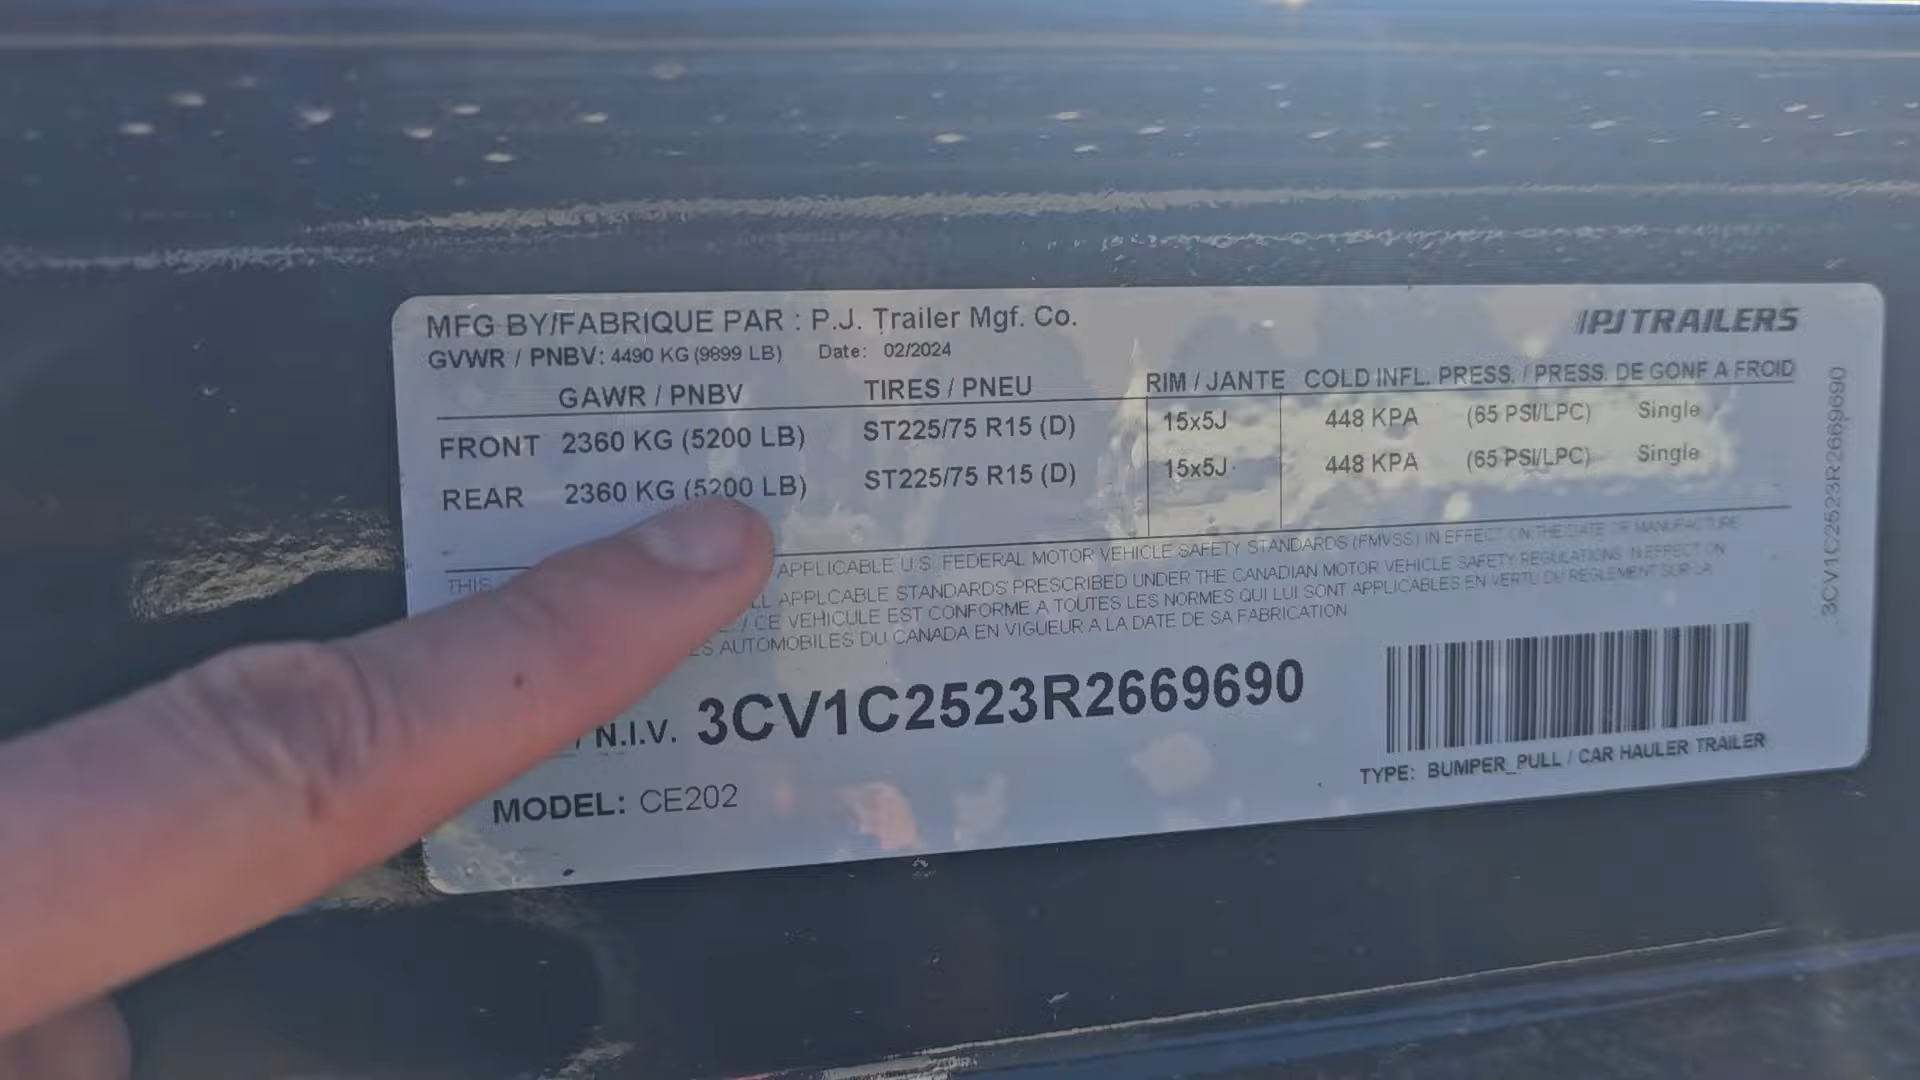 MFG BY/FABRIQUE PAR : P.J. Trailer Mgf. Co.
PJ TRAILERS
GVWR / PNBV: 4490 KG (9899 LB) Date: 02/2024
GAWR / PNBV TIRES / PNEU RIM / JANTE COLD INFL. PRESS. / PRESS. DE GONF A FROID
FRONT 2360 KG (5200 LB) ST225/75 R15 (D) 15x5J 448 KPA (65 PSI/LPC) Single
REAR 2360 KG (5200 LB) ST225/75 R15 (D) 15x5J 448 KPA (65 PSI/LPC) Single
THIS APPLICABLE U.S. FEDERAL MOTOR VEHICLE SAFETY STANDARDS (FMVSS) IN EFFECT ON THE DATE OF MANUFACTURE
APPLCABLE STANDARDS PRESCRIBED UNDER THE CANADIAN MOTOR VEHICLE SAFETY REGULATIONS IN EFFECT ON
/ CE VEHICULE EST CONFORME A TOUTES LES NORMES QUI LUI SONT APPLICABLES EN VERTU DU REGLEMENT SUR LA
AUTOMOBILES DU CANADA EN VIGUEUR A LA DATE DE SA FABRICATION
/ N.I.V. 3CV1C2523R2669690
MODEL: CE202
TYPE: BUMPER_PULL / CAR HAULER TRAILER
3CV1C2523R2669690